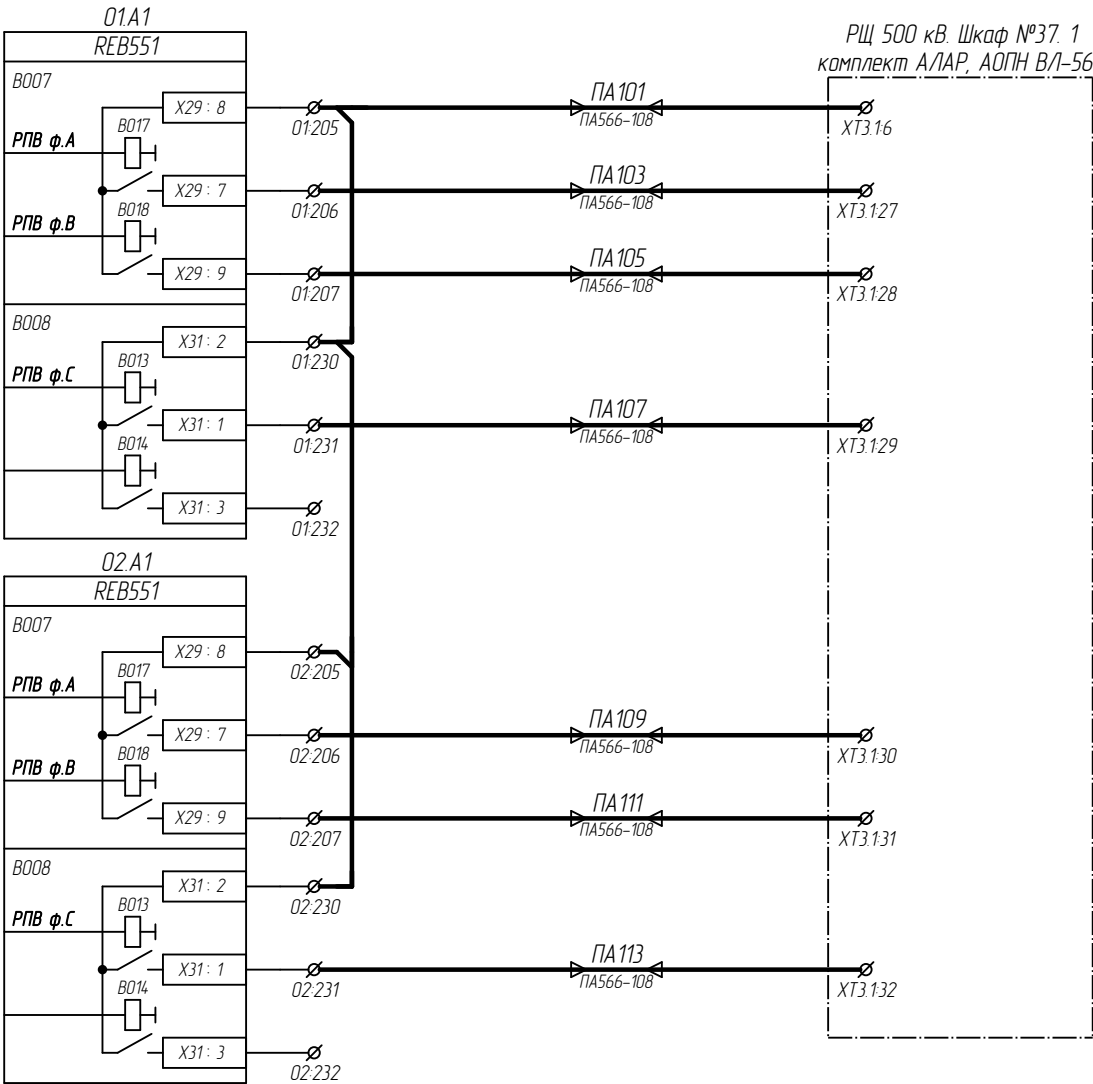 01.A1
REB551
B007
X29 : 8
РПВ ф.А
B017
X29 : 7
РПВ ф.В
B018
X29 : 9
B008
X31 : 2
РПВ ф.С
B013
X31 : 1
B014
X31 : 3
01:205
01:206
01:207
01:230
01:231
01:232
02.A1
REB551
B007
X29 : 8
РПВ ф.А
B017
X29 : 7
РПВ ф.В
B018
X29 : 9
B008
X31 : 2
РПВ ф.С
B013
X31 : 1
B014
X31 : 3
02:205
02:206
02:207
02:230
02:231
02:232
ПА101
ПА566-108
ПА103
ПА566-108
ПА105
ПА566-108
ПА107
ПА566-108
ПА109
ПА566-108
ПА111
ПА566-108
ПА113
ПА566-108
РЩ 500 кВ. Шкаф №37. 1
комплект АЛАР, АОПН ВЛ-56
XT3.1:6
XT3.1:27
XT3.1:28
XT3.1:29
XT3.1:30
XT3.1:31
XT3.1:32